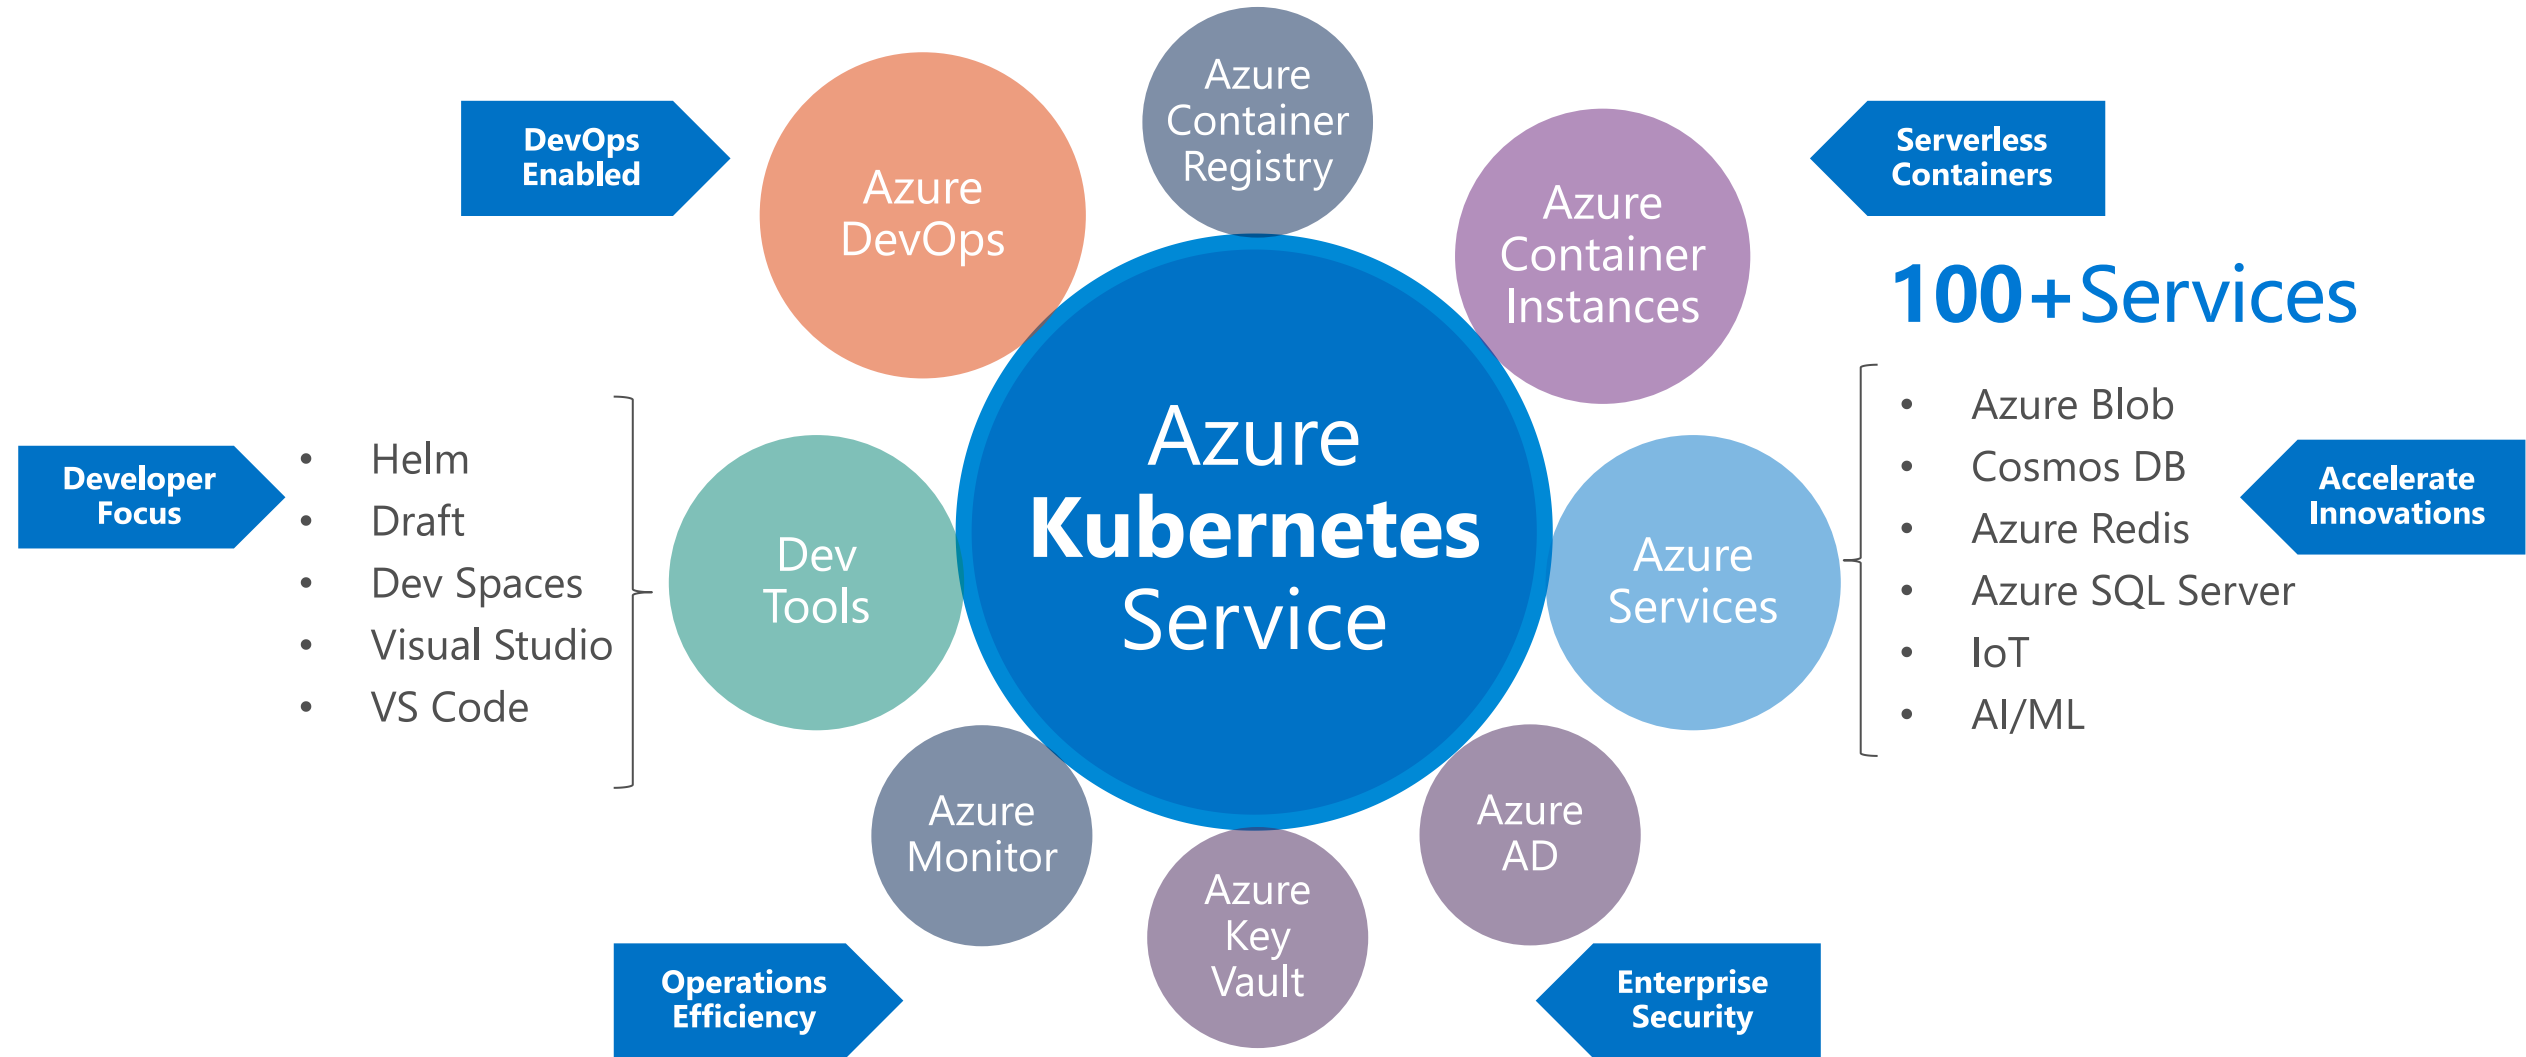 Azure
Container
Registry
DevOps
Enabled
Azure
DevOps
Azure
Container
Instances
Serverless
Containers
100+Services
Developer
Focus
• Helm
• Draft
• Dev Spaces
• Visual Studio
• VS Code
Dev
Tools
Azure
Kubernetes
Service
Azure
Services
• Azure Blob
• Cosmos DB
• Azure Redis
• Azure SQL Server
• IoT
• AI/ML
Accelerate
Innovations
Azure
Monitor
Azure
Key
Vault
Azure
AD
Operations
Efficiency
Enterprise
Security